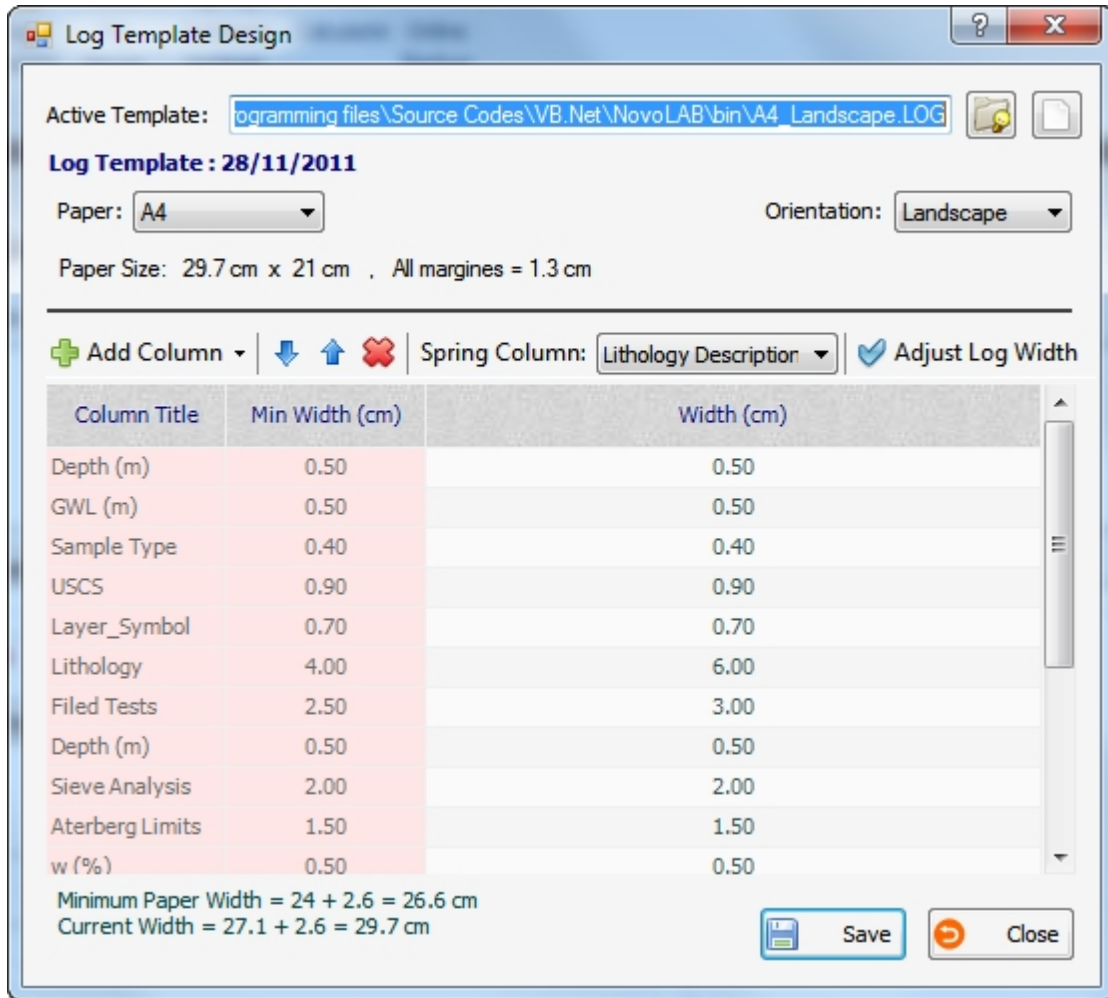 Log Template Design
Active Template: rogramming files\Source Codes\VB.Net\NovoLAB\bin\A4_Landscape.LOG
Log Template : 28/11/2011
Paper: A4 Orientation: Landscape
Paper Size: 29.7 cm x 21 cm , All margines = 1.3 cm
Add Column Spring Column: Lithology Description Adjust Log Width
Column Title Min Width (cm) Width (cm)
Depth (m) 0.50 0.50
GWL (m) 0.50 0.50
Sample Type 0.40 0.40
USCS 0.90 0.90
Layer_Symbol 0.70 0.70
Lithology 4.00 6.00
Filed Tests 2.50 3.00
Depth (m) 0.50 0.50
Sieve Analysis 2.00 2.00
Aterberg Limits 1.50 1.50
w (%) 0.50 0.50
Minimum Paper Width = 24 + 2.6 = 26.6 cm
Current Width = 27.1 + 2.6 = 29.7 cm
Save Close